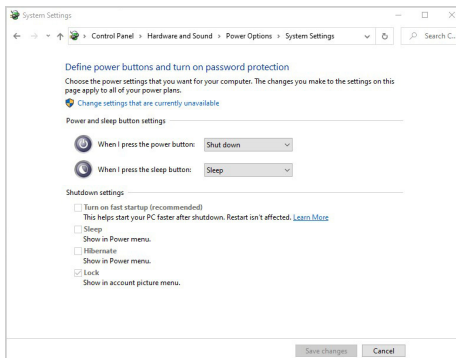 System Settings
Control Panel > Hardware and Sound > Power Options > System Settings
Search C...
Define power buttons and turn on password protection
Choose the power settings that you want for your computer. The changes you make to the settings on this
page apply to all of your power plans.
Change settings that are currently unavailable
Power and sleep button settings
When I press the power button: Shut down
When I press the sleep button: Sleep
Shutdown settings
Turn on fast startup (recommended)
This helps start your PC faster after shutdown. Restart isn't affected. Learn More
Sleep
Show in Power menu.
Hibernate
Show in Power menu.
Lock
Show in account picture menu.
Save changes Cancel